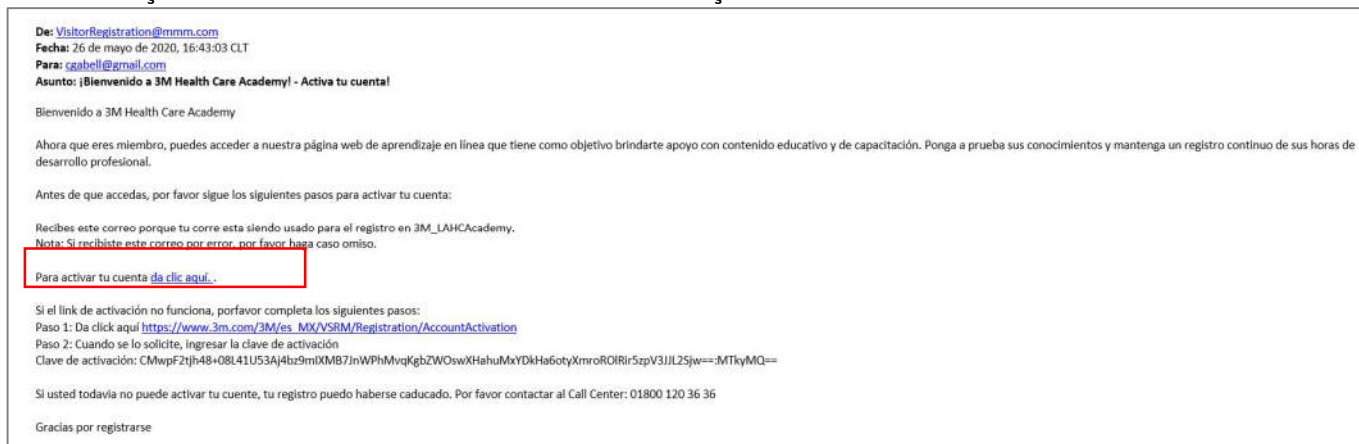 De: VisitorRegistration@mmm.com
Fecha: 26 de mayo de 2020, 16:43:03 CLT
Para: cgabell@gmail.com
Asunto: ¡Bienvenido a 3M Health Care Academy! - Activa tu cuenta!
Bienvenido a 3M Health Care Academy
Ahora que eres miembro, puedes acceder a nuestra página web de aprendizaje en línea que tiene como objetivo brindarte apoyo con contenido educativo y de capacitación. Ponga a prueba sus conocimientos y mantenga un registro continuo de sus horas de
desarrollo profesional.
Antes de que accedas, por favor sigue los siguientes pasos para activar tu cuenta:
Recibes este correo porque tu corre esta siendo usado para el registro en 3M_LAHCAcademy.
Nota: Si recibiste este correo por error, por favor haga caso omiso.
Para activar tu cuenta da clic aquí. .
Si el link de activación no funciona, porfavor completa los siguientes pasos:
Paso 1: Da click aquí https://www.3m.com/3M/es_MX/VSRM/Registration/AccountActivation
Paso 2: Cuando se lo solicite, ingresar la clave de activación
Clave de activación:
Si usted todavia no puede activar tu cuente, tu registro puedo haberse caducado. Por favor contactar al Call Center: 01800 120 36 36
Gracias por registrarse